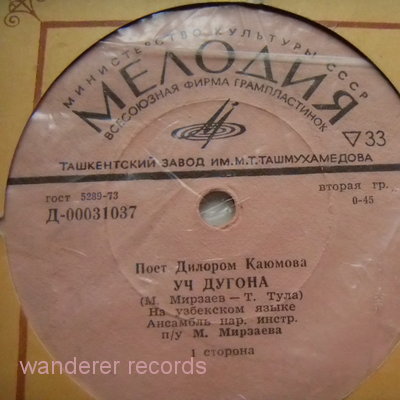 МИНИСТЕРСТВО КУЛЬТУРЫ СССР
МЕЛОДИЯ
ВСЕСОЮЗНАЯ ФИРМА ГРАМПЛАСТИНОК
▽33
ТАШКЕНТСКИЙ ЗАВОД ИМ. М.Т. ТАШМУХАМЕДОВА
гост 5289-73
вторая гр.
Д-00031037
0-45
Поет Дилором Каюмова
УЧ ДУГОНА
(М. Мирзаев — Т. Тула)
На узбекском языке
Ансамбль нар. инстр.
п/у М. Мирзаева
1 сторона
wanderer records